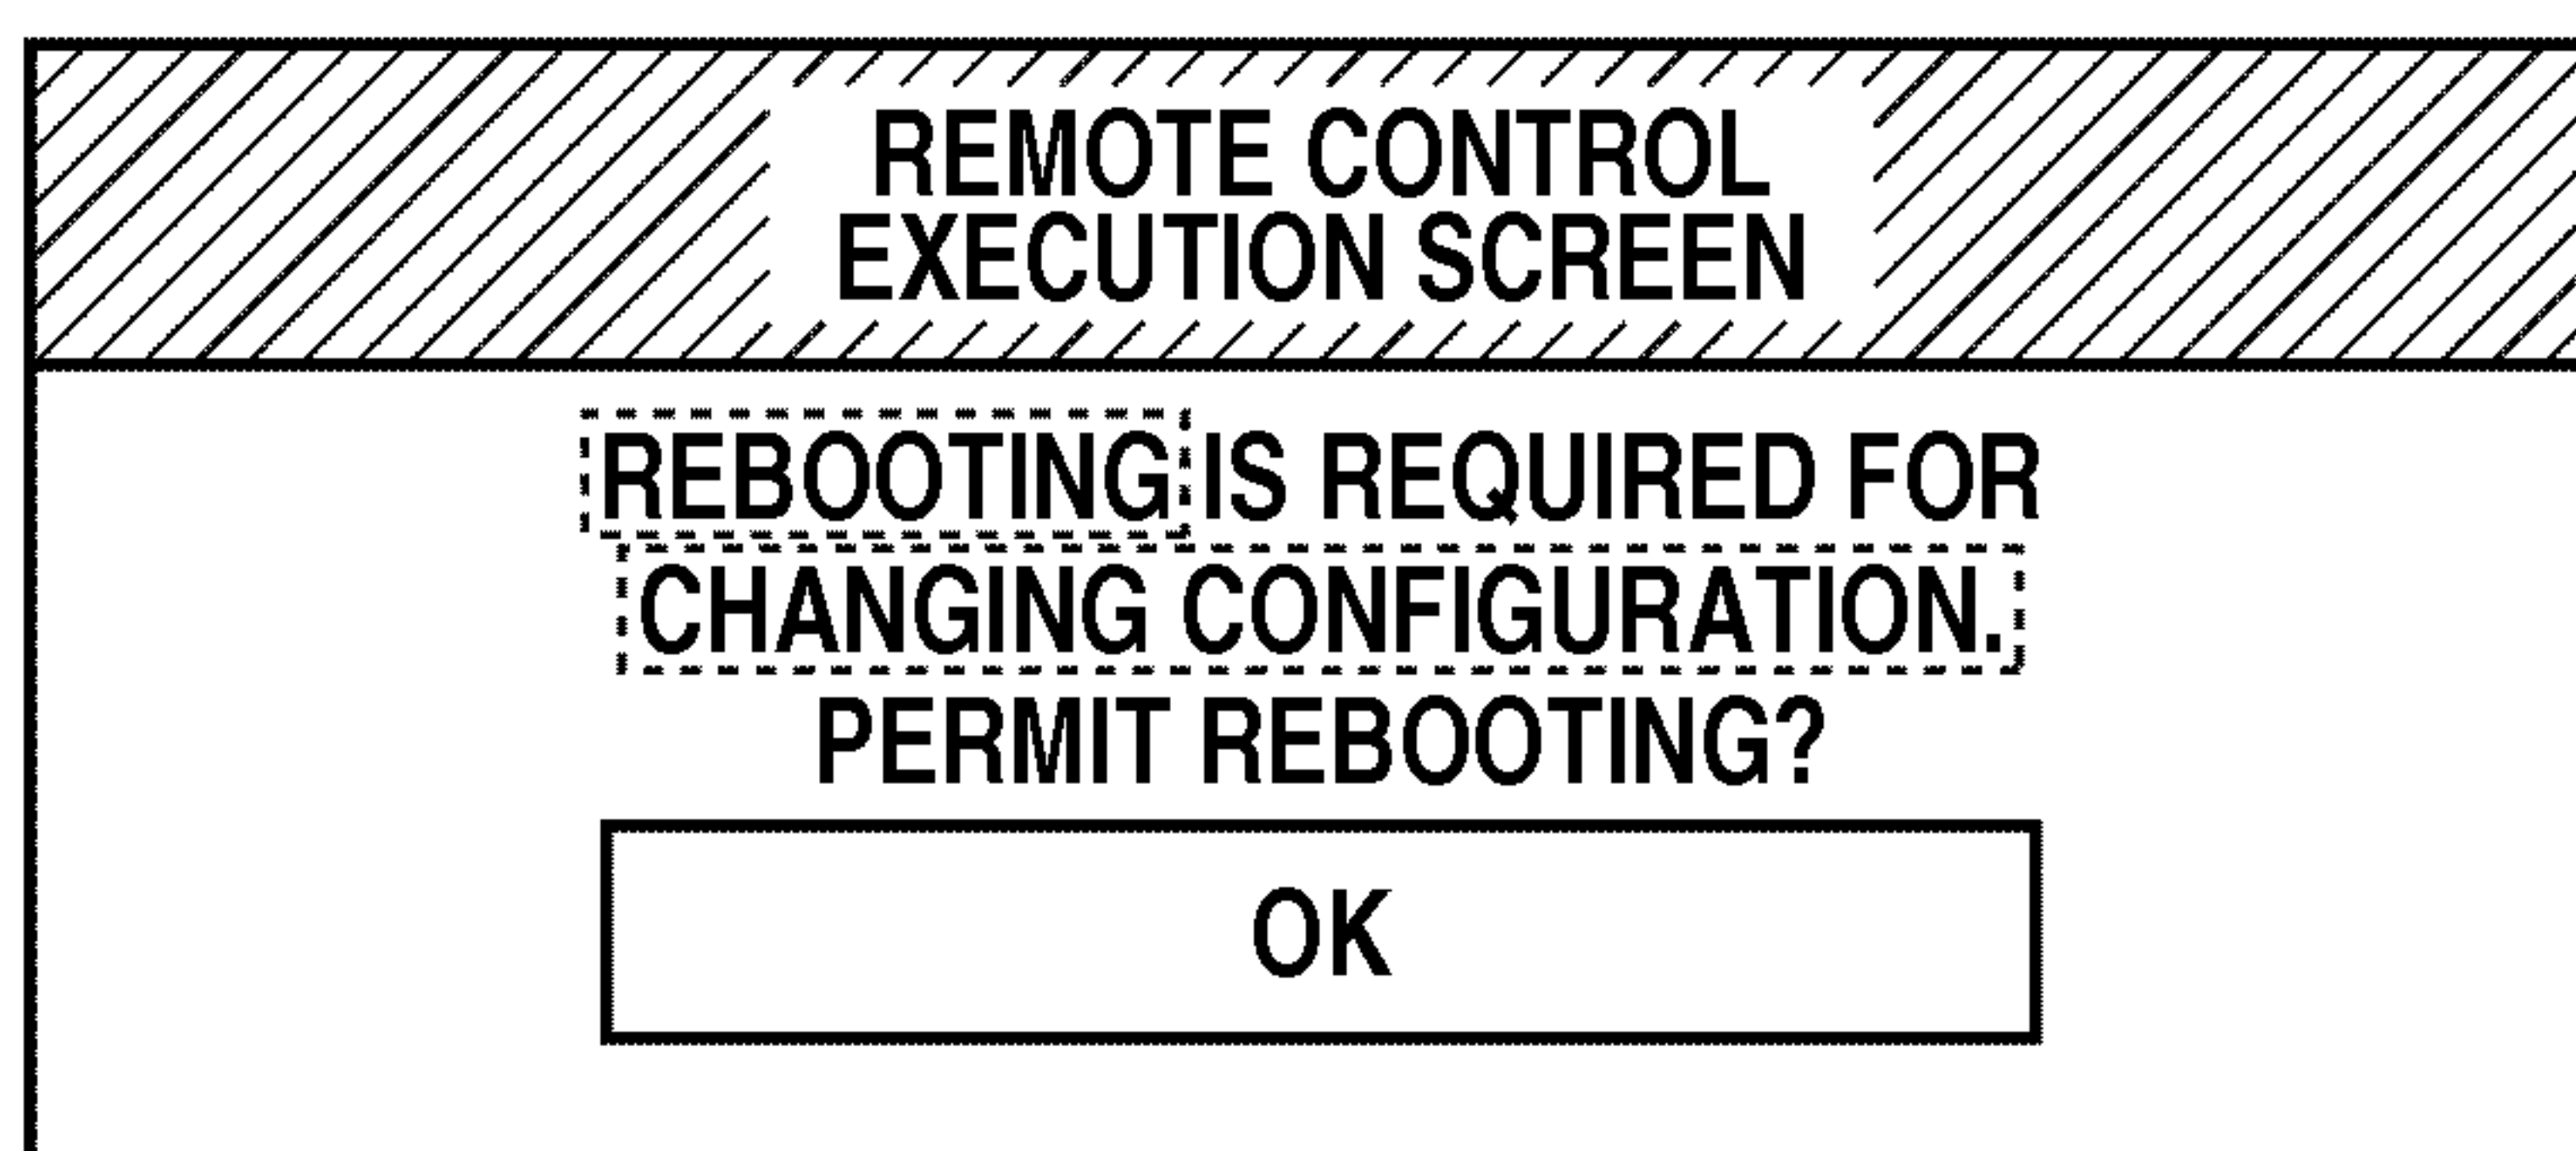 REMOTE CONTROL
EXECUTION SCREEN
REBOOTING IS REQUIRED FOR
CHANGING CONFIGURATION.
PERMIT REBOOTING?
OK